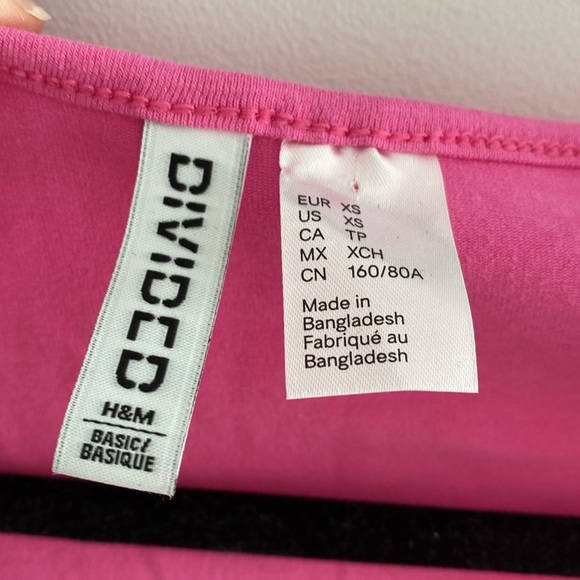 DIVIDED
H&M
BASIC/
BASIQUE
EUR XS
US XS
CA TP
MX XCH
CN 160/80A
Made in
Bangladesh
Fabriqué au
Bangladesh